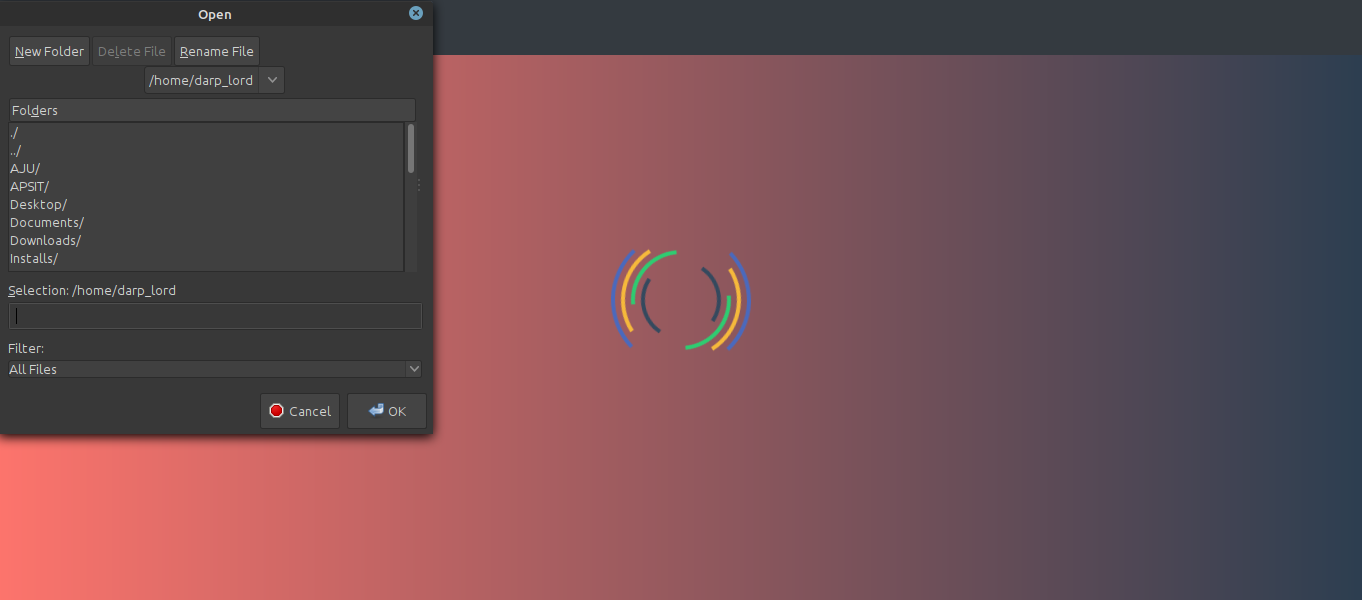 Open
New Folder Delete File Rename File
/home/darp_lord
Folders
./
../
AJU/
APSIT/
Desktop/
Documents/
Downloads/
Installs/
Selection: /home/darp_lord
Filter:
All Files
Cancel OK